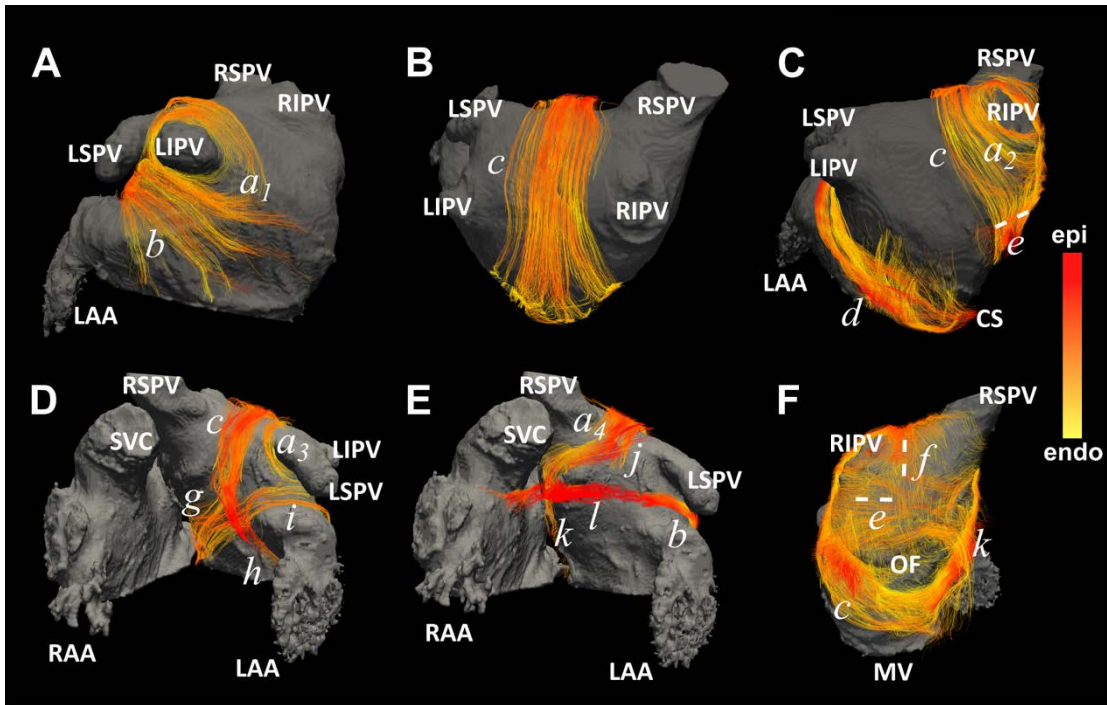 A
RSPV
RIPV
LSPV
LIPV
a1
b
LAA
B
LSPV
RSPV
c
LIPV
RIPV
C
RSPV
LSPV
RIPV
LIPV
c
a2
e
LAA
d
CS
epi
endo
D
RSPV
SVC
c
a3
LIPV
LSPV
g
i
h
RAA
LAA
E
RSPV
a4
SVC
j
LSPV
k
l
b
RAA
LAA
F
RSPV
RIPV
f
e
OF
k
c
MV